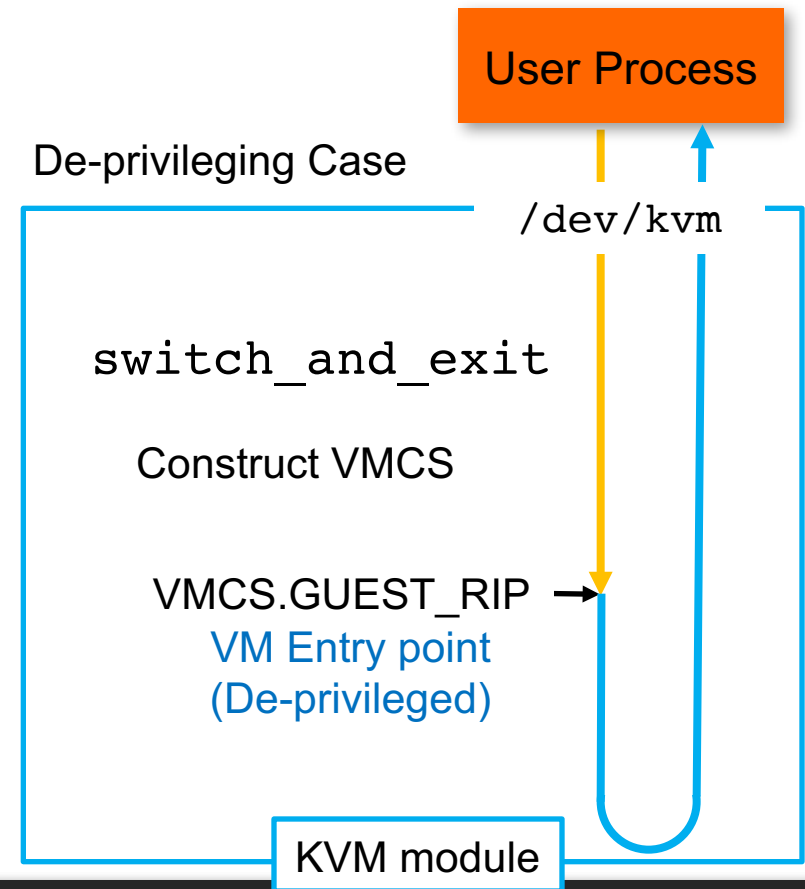 User Process
De-privileging Case
/dev/kvm
switch_and_exit
Construct VMCS
VMCS.GUEST_RIP
VM Entry point
(De-privileged)
KVM module